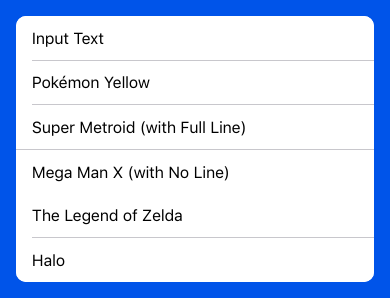 Input Text
Pokémon Yellow
Super Metroid (with Full Line)
Mega Man X (with No Line)
The Legend of Zelda
Halo